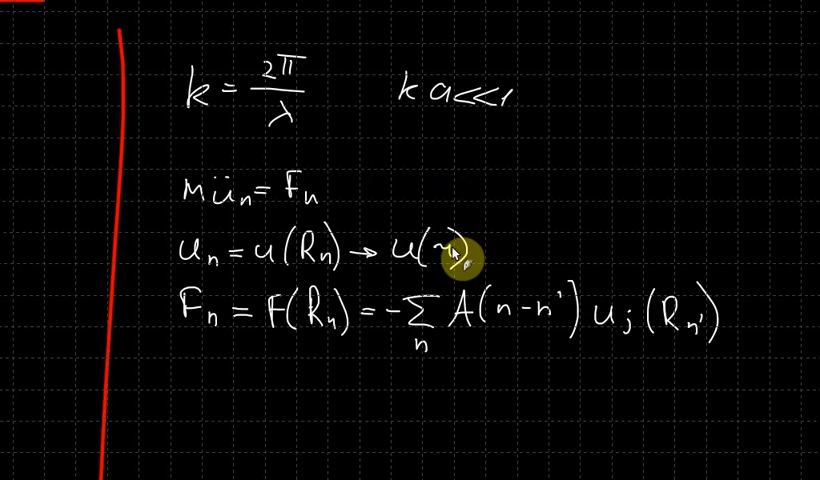 k = 2π / λ   ka << 1
mü_n = F_n
u_n = u(R_n) → u(r)
F_n = F(R_n) = - Σ_n A(n - n') u_j (R_n')